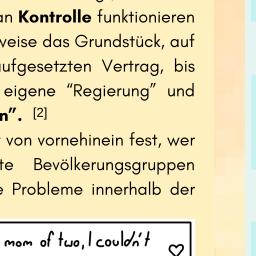 an Kontrolle funktionieren
weise das Grundstück, auf
aufgesetzten Vertrag, bis
eigene “Regierung” und
n”. [2]
von vornehinein fest, wer
te Bevölkerungsgruppen
e Probleme innerhalb der
mom of two, I couldn't